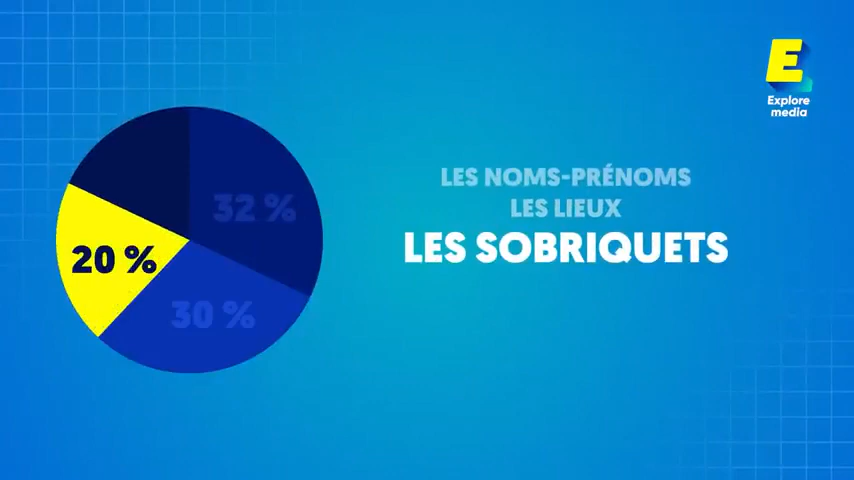 E
Explore
media
LES NOMS-PRÉNOMS
LES LIEUX
LES SOBRIQUETS
32 %
20 %
30 %